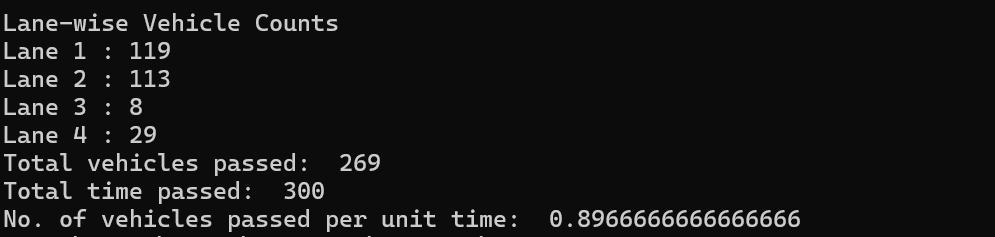 Lane-wise Vehicle Counts
Lane 1 : 119
Lane 2 : 113
Lane 3 : 8
Lane 4 : 29
Total vehicles passed:  269
Total time passed:  300
No. of vehicles passed per unit time:  0.8966666666666666